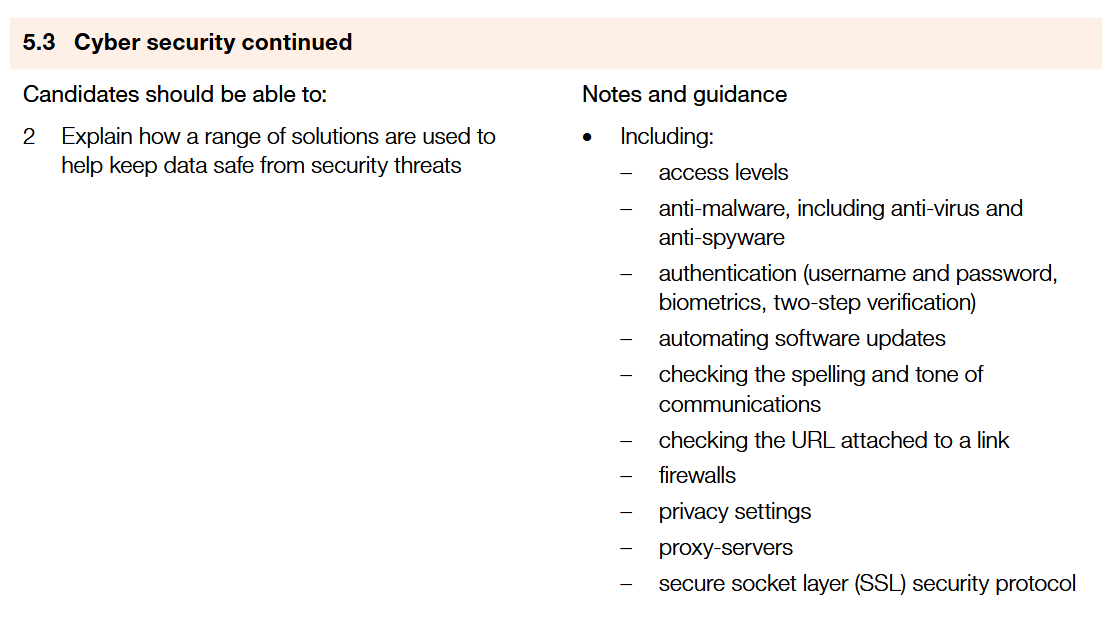 5.3 Cyber security continued
Candidates should be able to:
2 Explain how a range of solutions are used to
help keep data safe from security threats
Notes and guidance
• Including:
– access levels
– anti-malware, including anti-virus and
anti-spyware
– authentication (username and password,
biometrics, two-step verification)
– automating software updates
– checking the spelling and tone of
communications
– checking the URL attached to a link
– firewalls
– privacy settings
– proxy-servers
– secure socket layer (SSL) security protocol